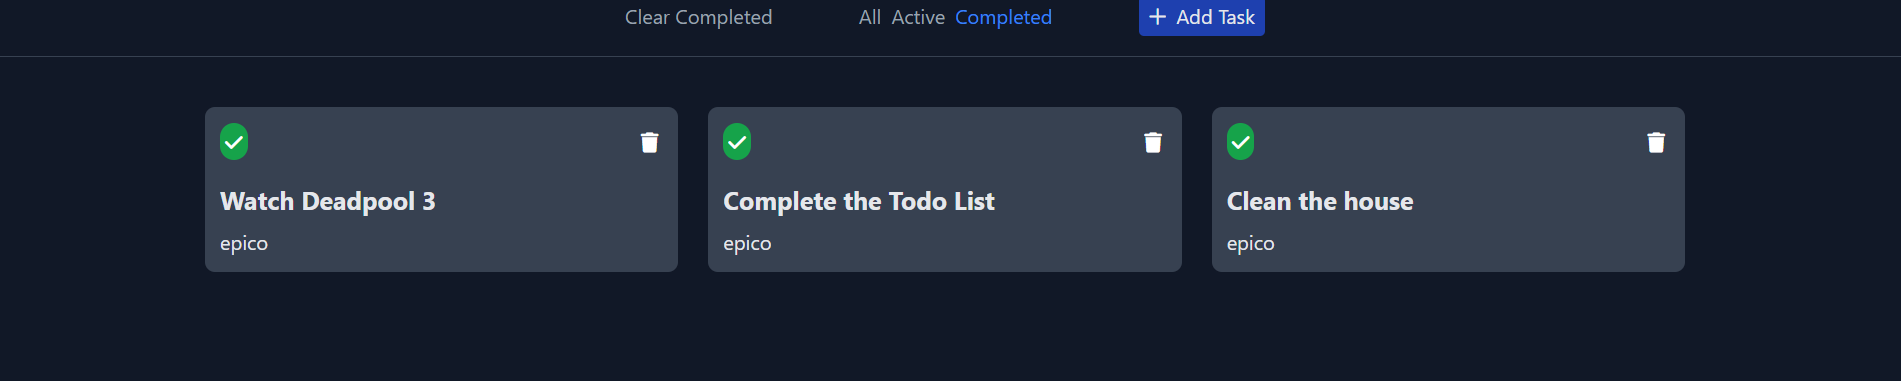 Clear Completed All Active Completed + Add Task
Watch Deadpool 3
epico
Complete the Todo List
epico
Clean the house
epico